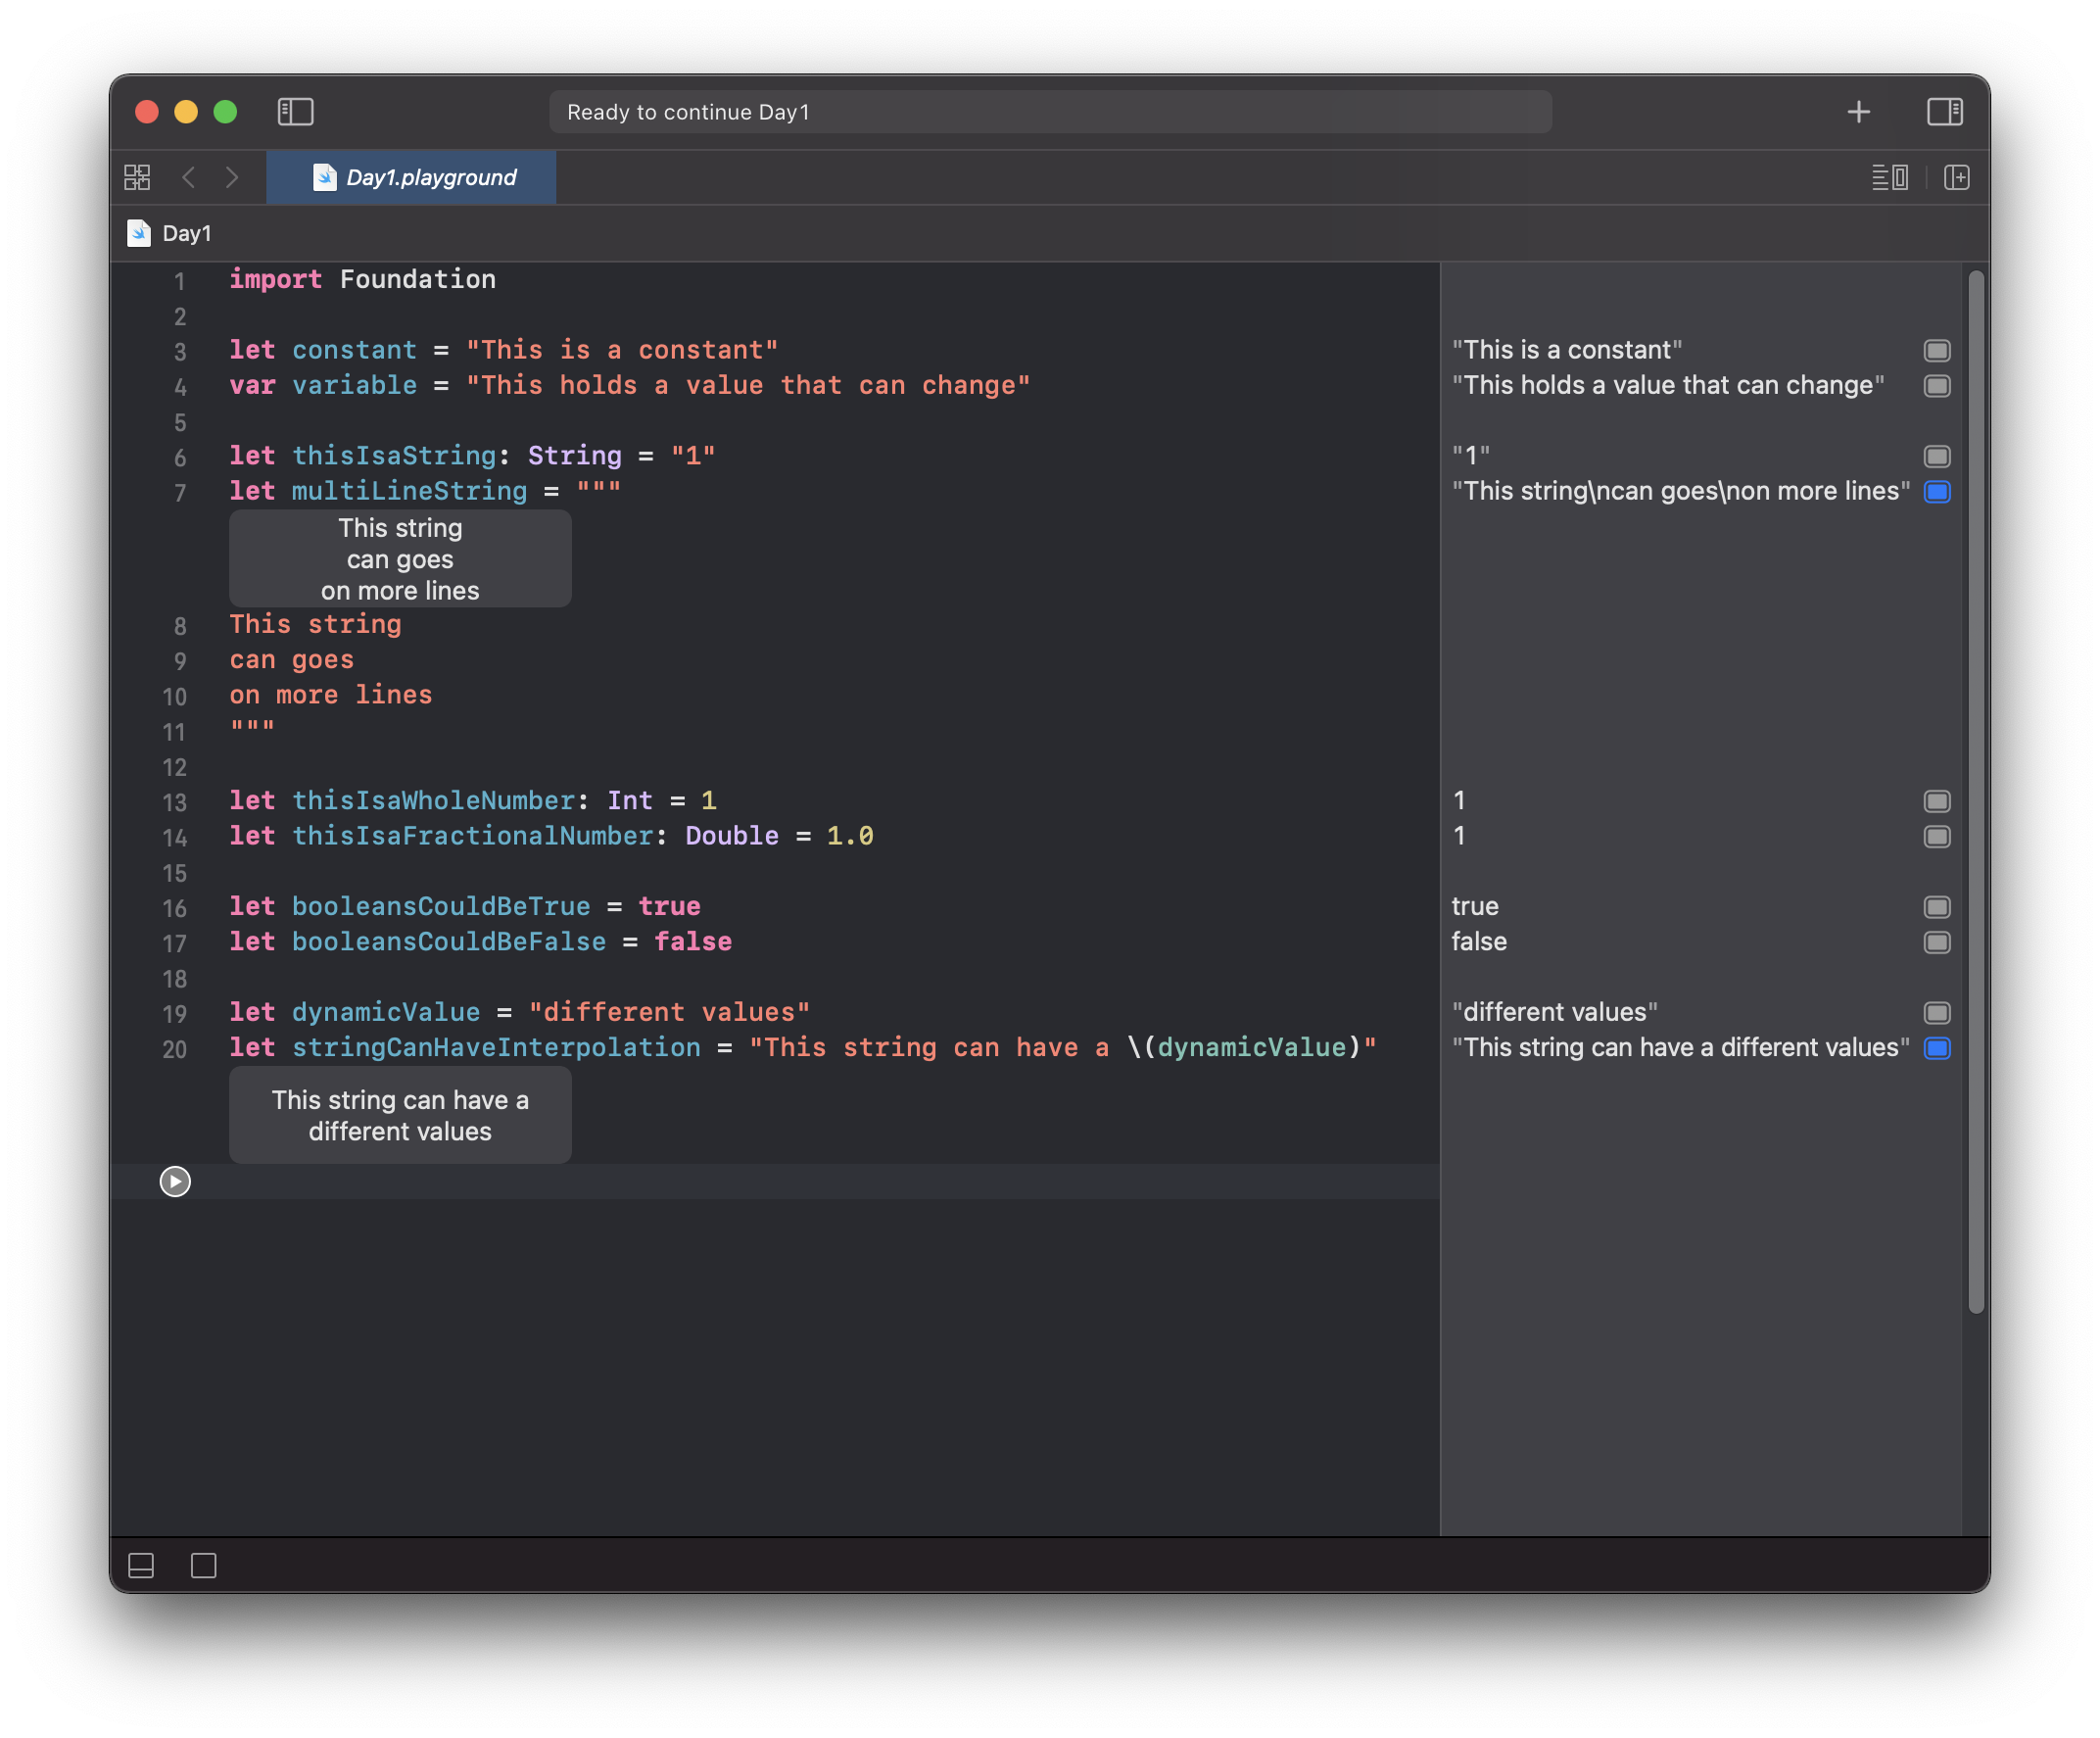 Ready to continue Day1
Day1.playground
Day1
1 import Foundation
2
3 let constant = "This is a constant" "This is a constant"
4 var variable = "This holds a value that can change" "This holds a value that can change"
5
6 let thisIsaString: String = "1" "1"
7 let multiLineString = """ "This string\ncan goes\non more lines"
This string
can goes
on more lines
8 This string
9 can goes
10 on more lines
11 """
12
13 let thisIsaWholeNumber: Int = 1 1
14 let thisIsaFractionalNumber: Double = 1.0 1
15
16 let booleansCouldBeTrue = true true
17 let booleansCouldBeFalse = false false
18
19 let dynamicValue = "different values" "different values"
20 let stringCanHaveInterpolation = "This string can have a \(dynamicValue)" "This string can have a different values"
This string can have a
different values